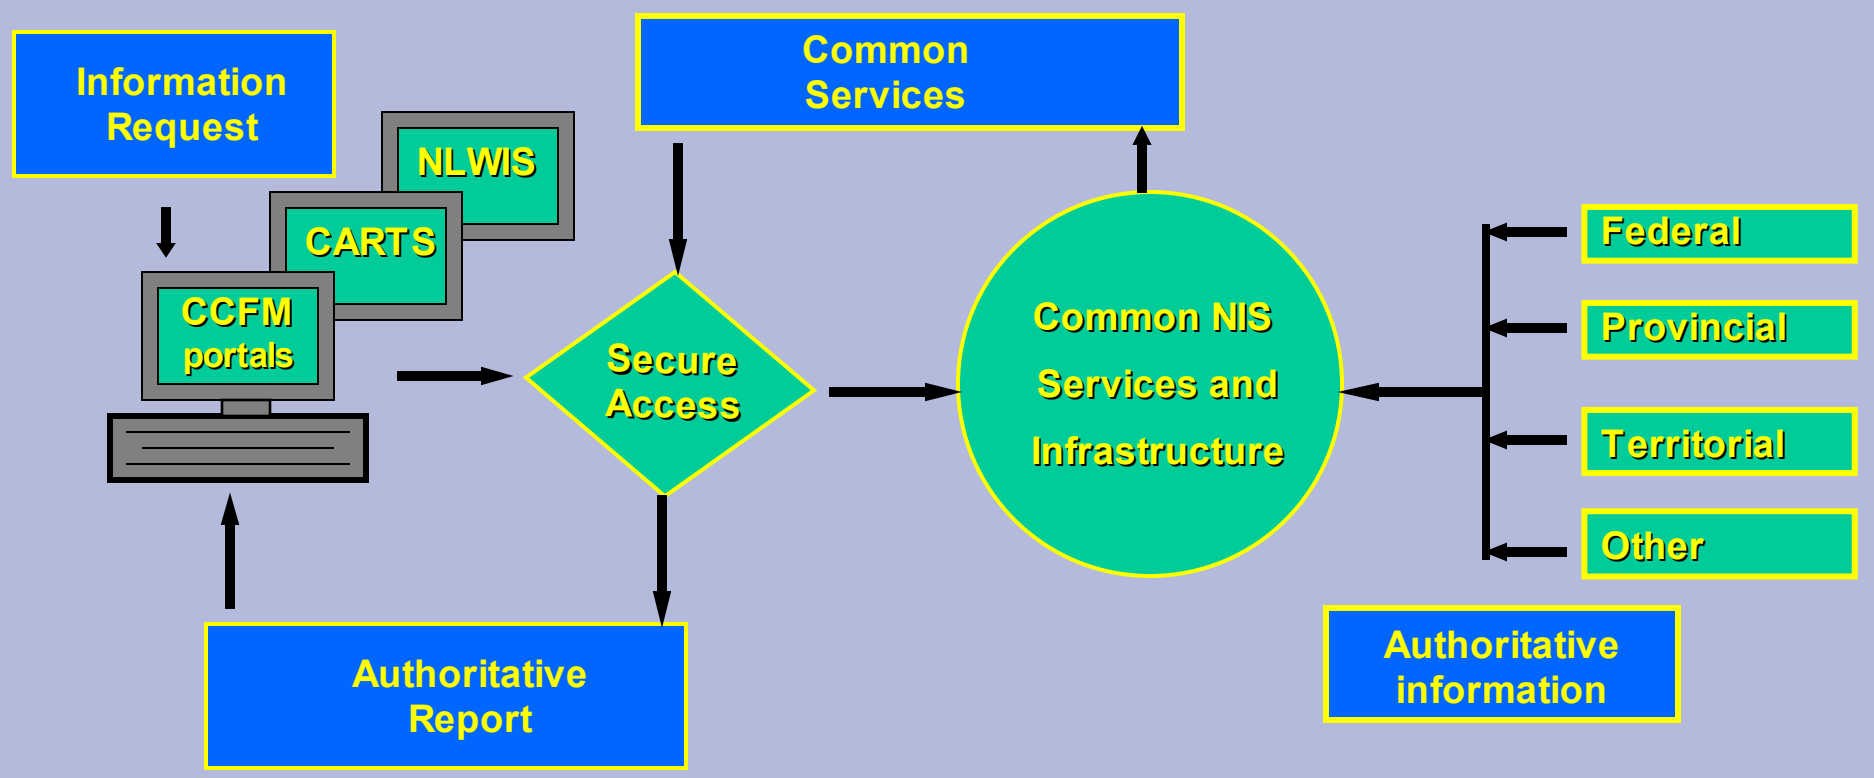 Information
Request
NLWIS
CARTS
CCFM
portals
Common
Services
Secure
Access
Common NIS
Services and
Infrastructure
Federal
Provincial
Territorial
Other
Authoritative
Report
Authoritative
information